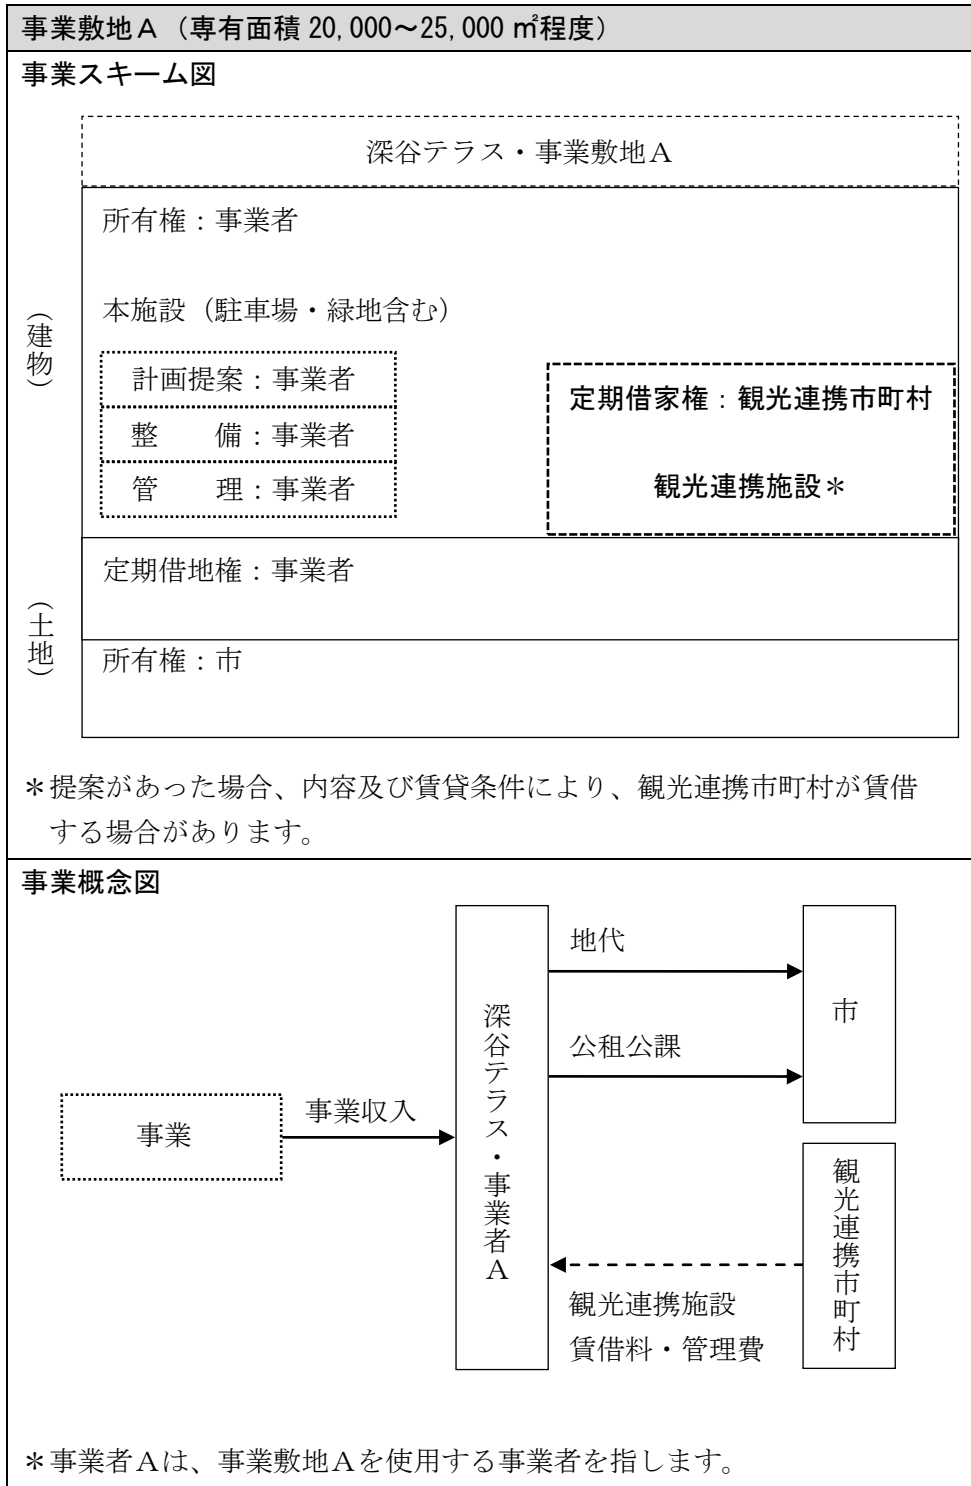 事業敷地Ａ（専有面積 20,000～25,000 ㎡程度）
事業スキーム図
深谷テラス・事業敷地Ａ
所有権：事業者
本施設（駐車場・緑地含む）
（建物）
計画提案：事業者
整　　備：事業者
管　　理：事業者
定期借家権：観光連携市町村
観光連携施設＊
定期借地権：事業者
（土地）
所有権：市
＊提案があった場合、内容及び賃貸条件により、観光連携市町村が賃借
する場合があります。
事業概念図
事業
事業収入
深谷テラス・事業者Ａ
地代
公租公課
市
観光連携市町村
観光連携施設
賃借料・管理費
＊事業者Ａは、事業敷地Ａを使用する事業者を指します。